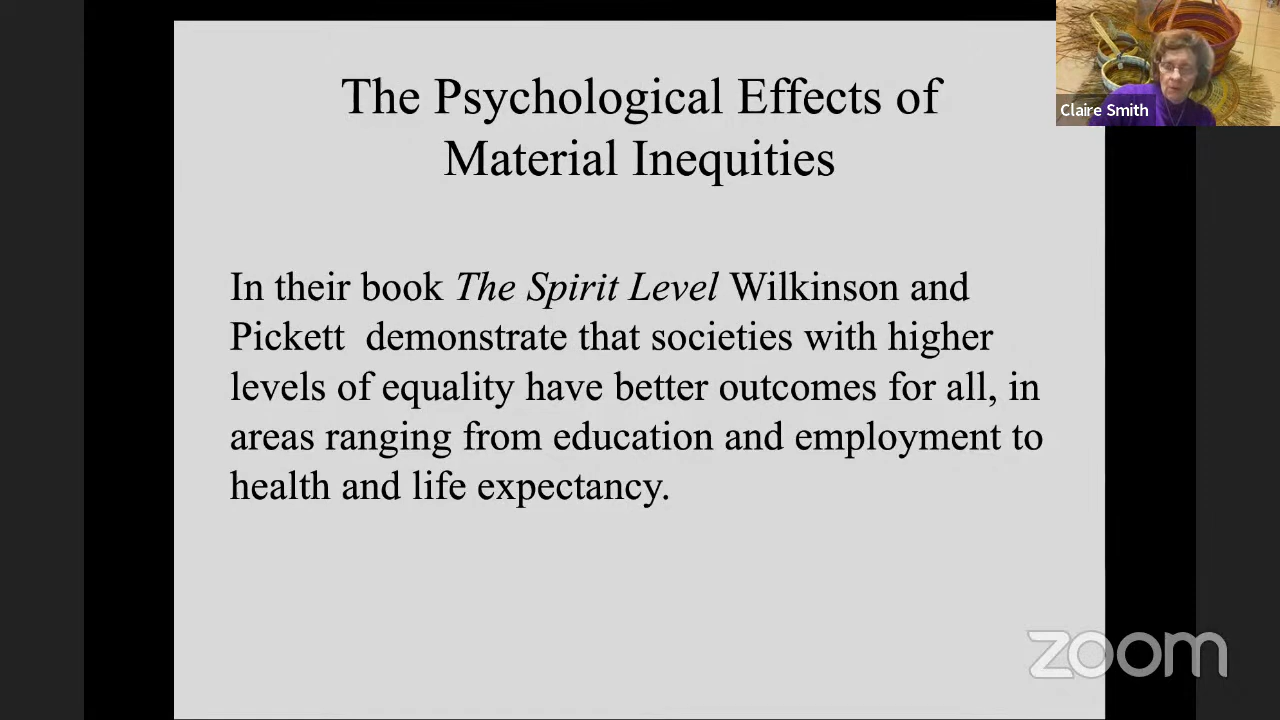 The Psychological Effects of
Material Inequities
Claire Smith
In their book The Spirit Level Wilkinson and
Pickett demonstrate that societies with higher
levels of equality have better outcomes for all, in
areas ranging from education and employment to
health and life expectancy.
zoom